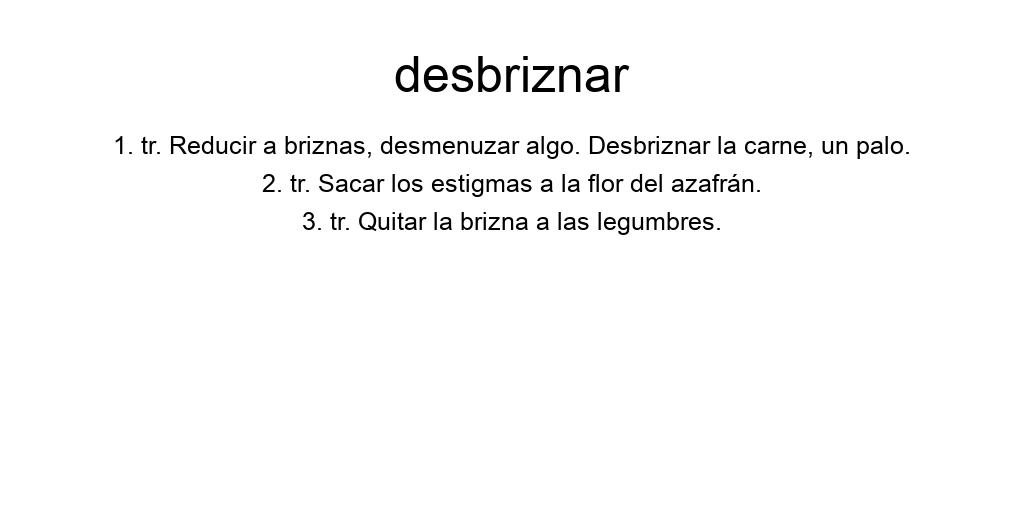 desbriznar
1. tr. Reducir a briznas, desmenuzar algo. Desbriznar la carne, un palo.
2. tr. Sacar los estigmas a la flor del azafrán.
3. tr. Quitar la brizna a las legumbres.